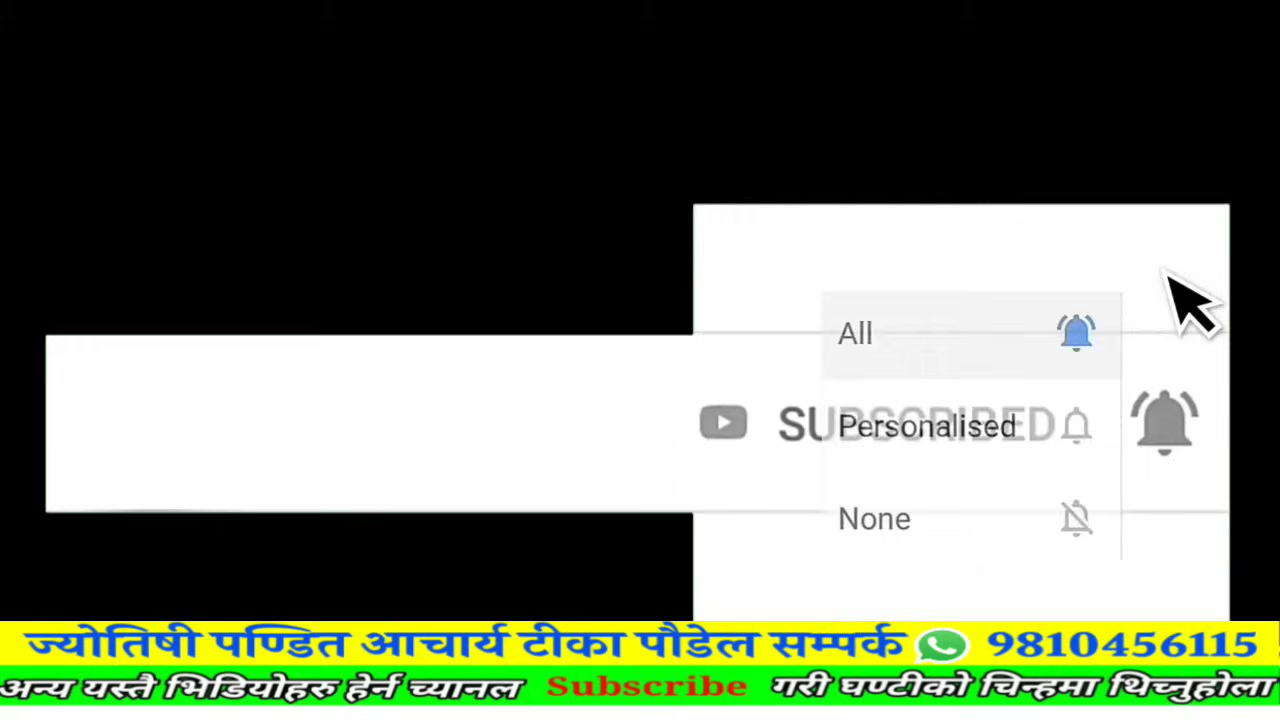 All
SUBSCRIBED
Personalised
None
ज्योतिषी पण्डित आचार्य टीका पौडेल सम्पर्क 9810456115
अन्य यस्तै भिडियोहरु हेर्न च्यानल Subscribe गरी घण्टीको चिन्हमा थिच्नुहोला